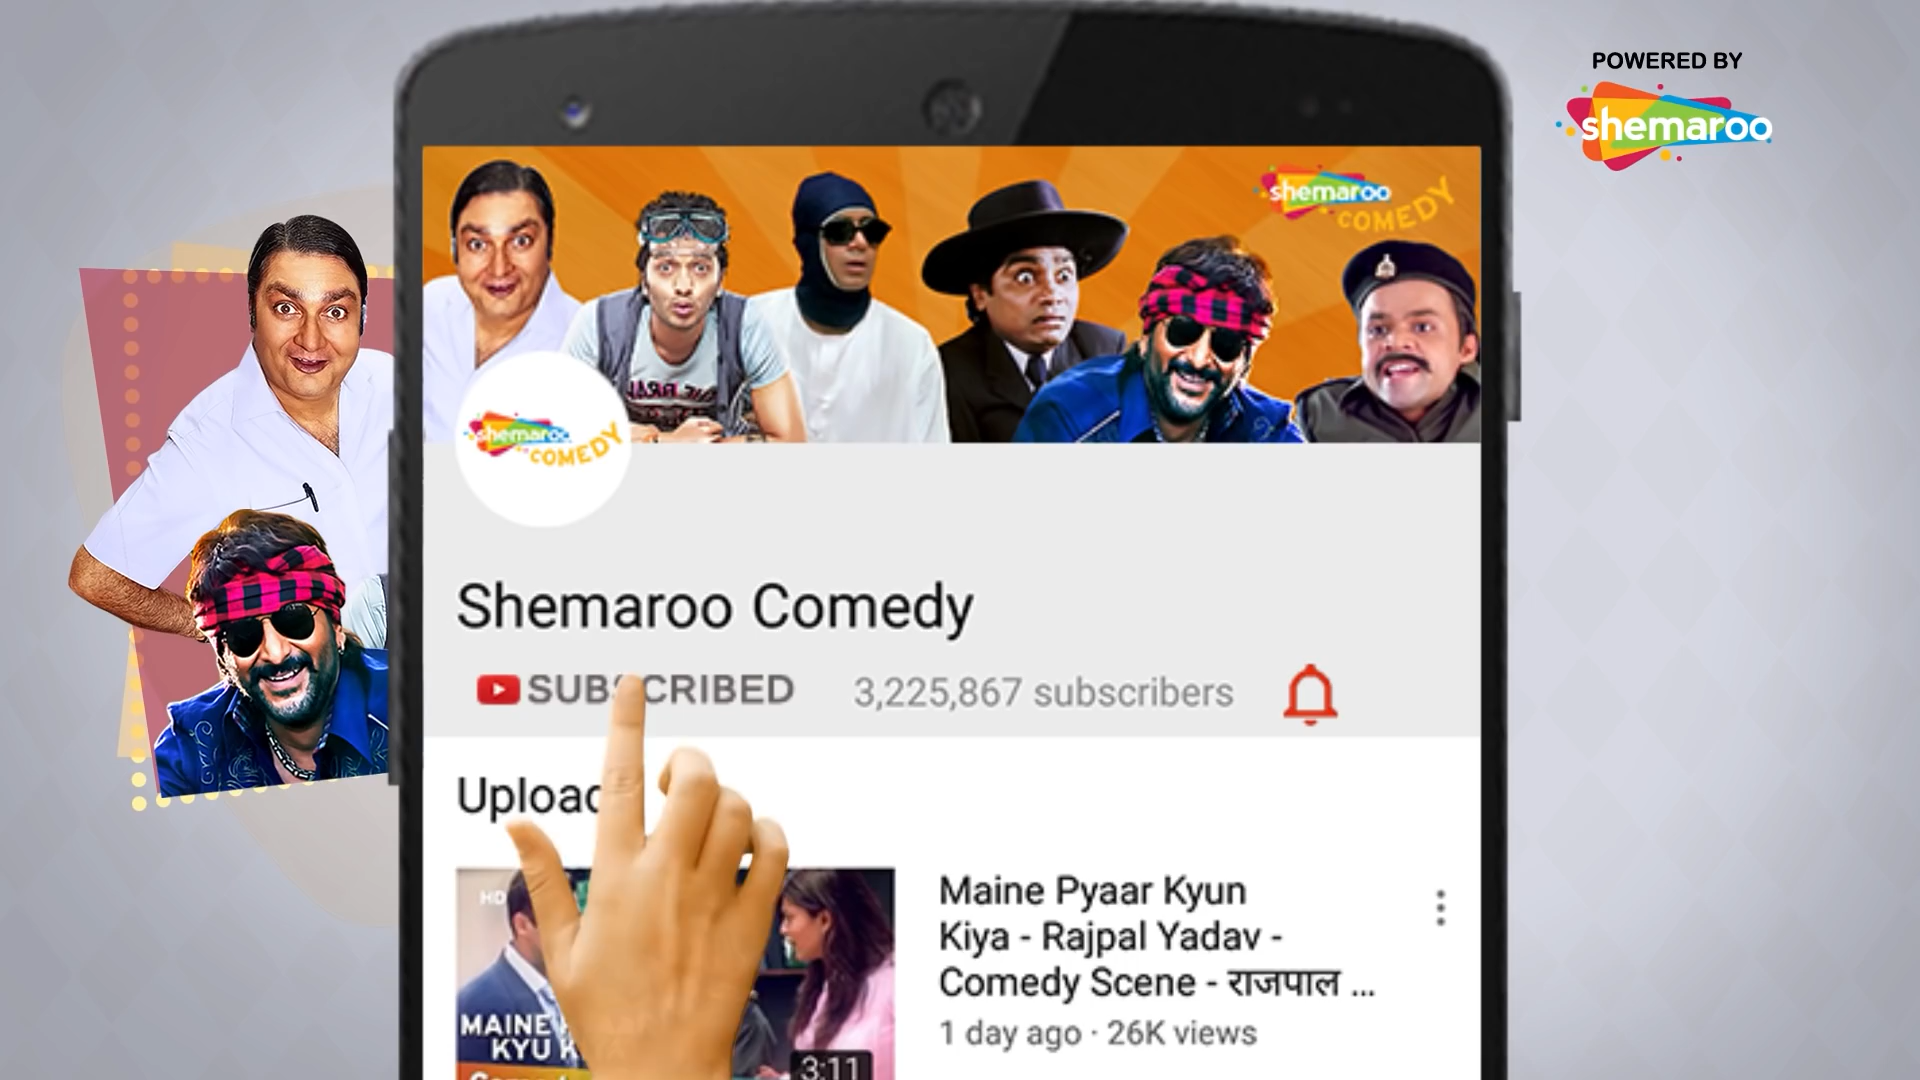 POWERED BY
shemaroo
shemaroo
COMEDY
shemaroo
COMEDY
Shemaroo Comedy
SUBSCRIBED 3,225,867 subscribers
HD
MAINE
KYU
3:11
Maine Pyaar Kyun
Kiya - Rajpal Yadav -
Comedy Scene - राजपाल ...
1 day ago · 26K views